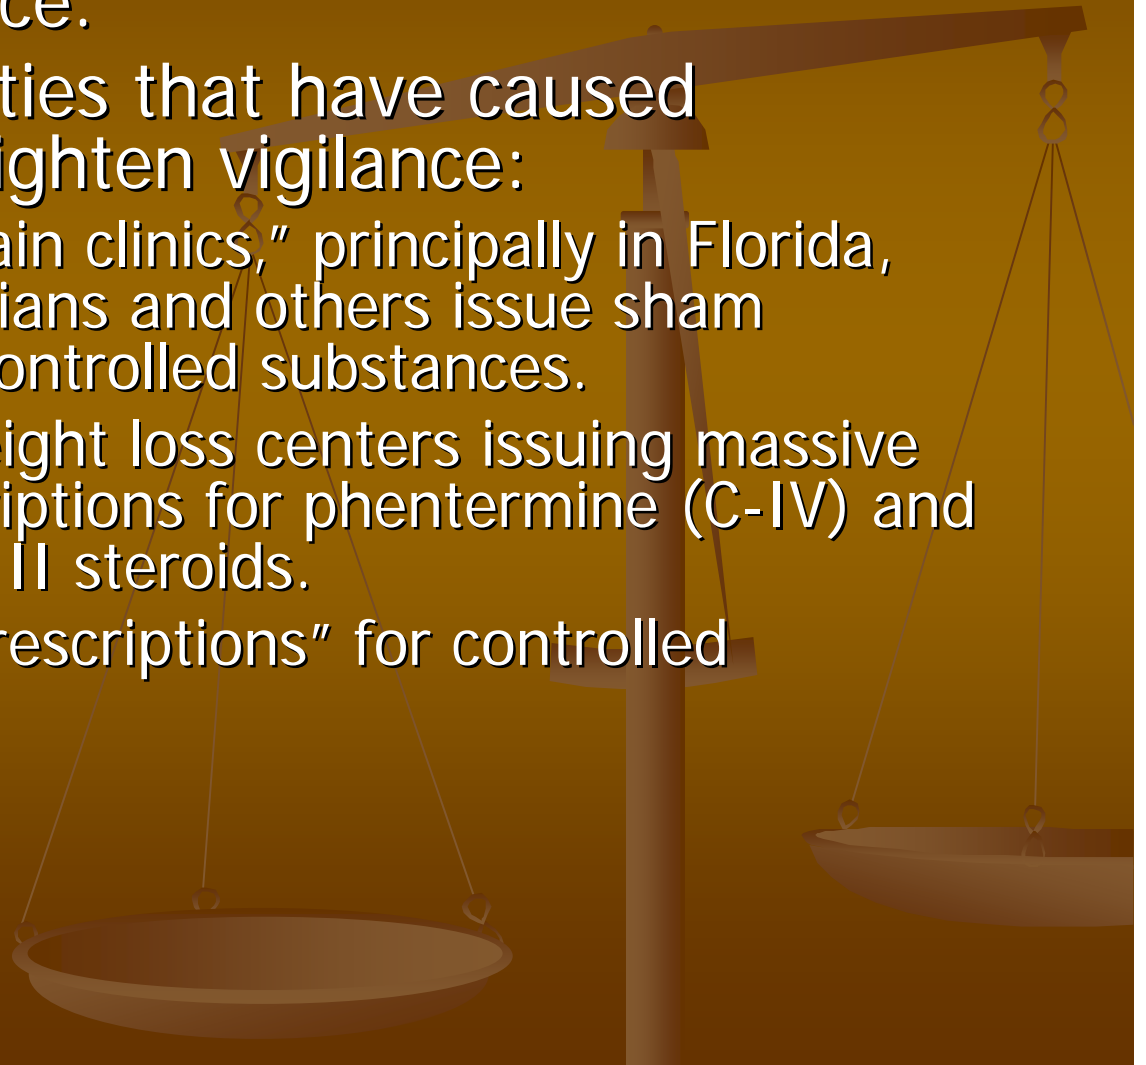 ce.
ties that have caused
ighten vigilance:
ain clinics,” principally in Florida,
ians and others issue sham
ontrolled substances.
eight loss centers issuing massive
iptions for phentermine (C-IV) and
II steroids.
rescriptions” for controlled